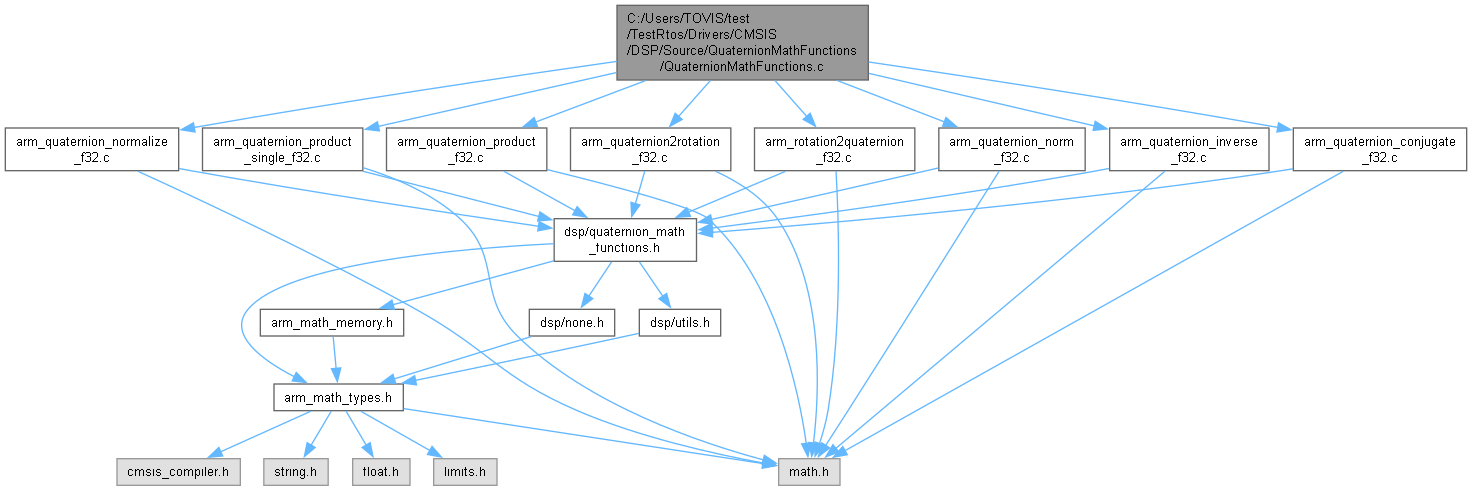 C:/Users/TOVIS/test
/TestRtos/Drivers/CMSIS
/DSP/Source/QuaternionMathFunctions
/QuaternionMathFunctions.c
arm_quaternion_normalize
_f32.c
arm_quaternion_product
_single_f32.c
arm_quaternion_product
_f32.c
arm_quaternion2rotation
_f32.c
arm_rotation2quaternion
_f32.c
arm_quaternion_norm
_f32.c
arm_quaternion_inverse
_f32.c
arm_quaternion_conjugate
_f32.c
dsp/quaternion_math
_functions.h
arm_math_memory.h
dsp/none.h
dsp/utils.h
arm_math_types.h
cmsis_compiler.h
string.h
float.h
limits.h
math.h